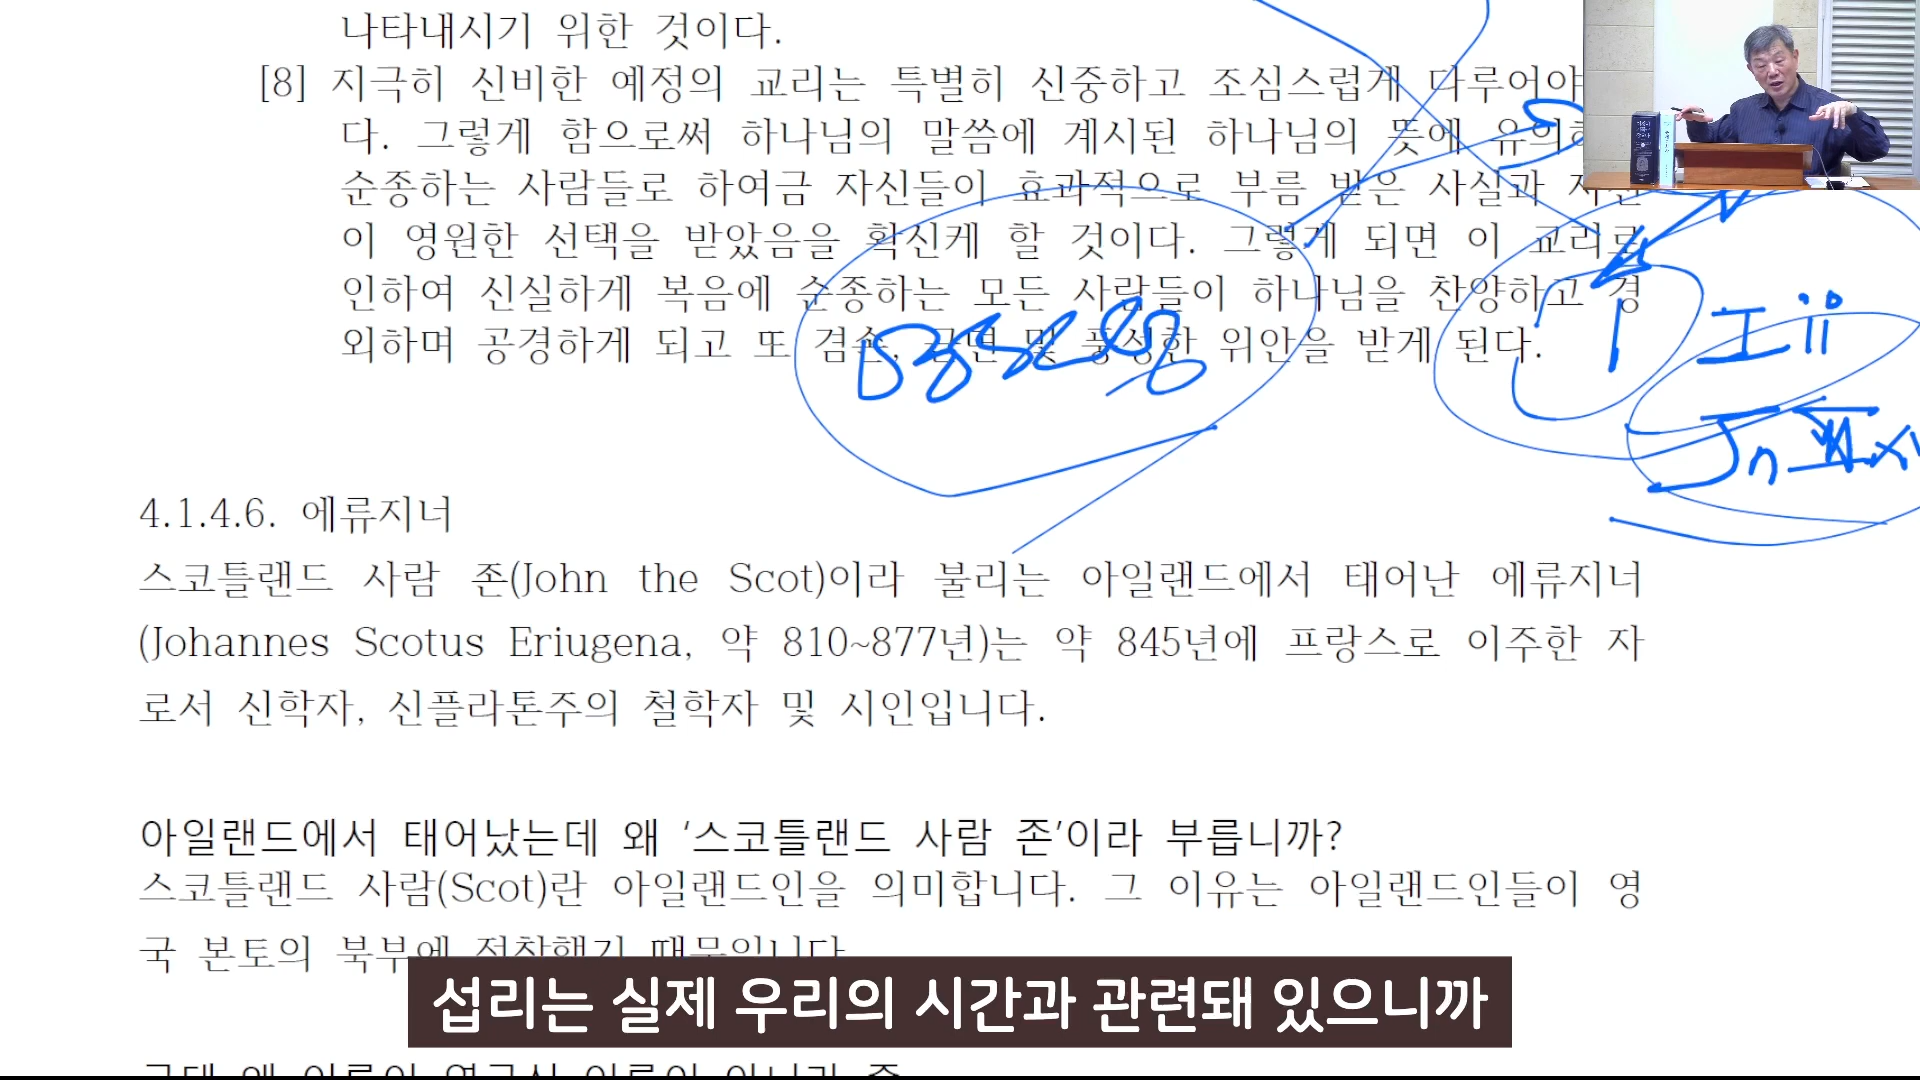 나타내시기 위한 것이다.
[8] 지극히 신비한 예정의 교리는 특별히 신중하고 조심스럽게 다루어야
다. 그렇게 함으로써 하나님의 말씀에 계시된 하나님의 뜻에 유의하
순종하는 사람들로 하여금 자신들이 효과적으로 부름 받은 사실과
이 영원한 선택을 받았음을 확신케 할 것이다. 그렇게 되면 이 교리로
인하여 신실하게 복음에 순종하는 모든 사람들이 하나님을 찬양하고 경
외하며 공경하게 되고 또 겸손, 근면 및 풍성한 위안을 받게 된다.
I ii
4.1.4.6. 에류지너
스코틀랜드 사람 존(John the Scot)이라 불리는 아일랜드에서 태어난 에류지너
(Johannes Scotus Eriugena, 약 810~877년)는 약 845년에 프랑스로 이주한 자
로서 신학자, 신플라톤주의 철학자 및 시인입니다.
아일랜드에서 태어났는데 왜 ‘스코틀랜드 사람 존’이라 부릅니까?
스코틀랜드 사람(Scot)란 아일랜드인을 의미합니다. 그 이유는 아일랜드인들이 영
국 본토의 북부에 정착했기 때문입니다
섭리는 실제 우리의 시간과 관련돼 있으니까